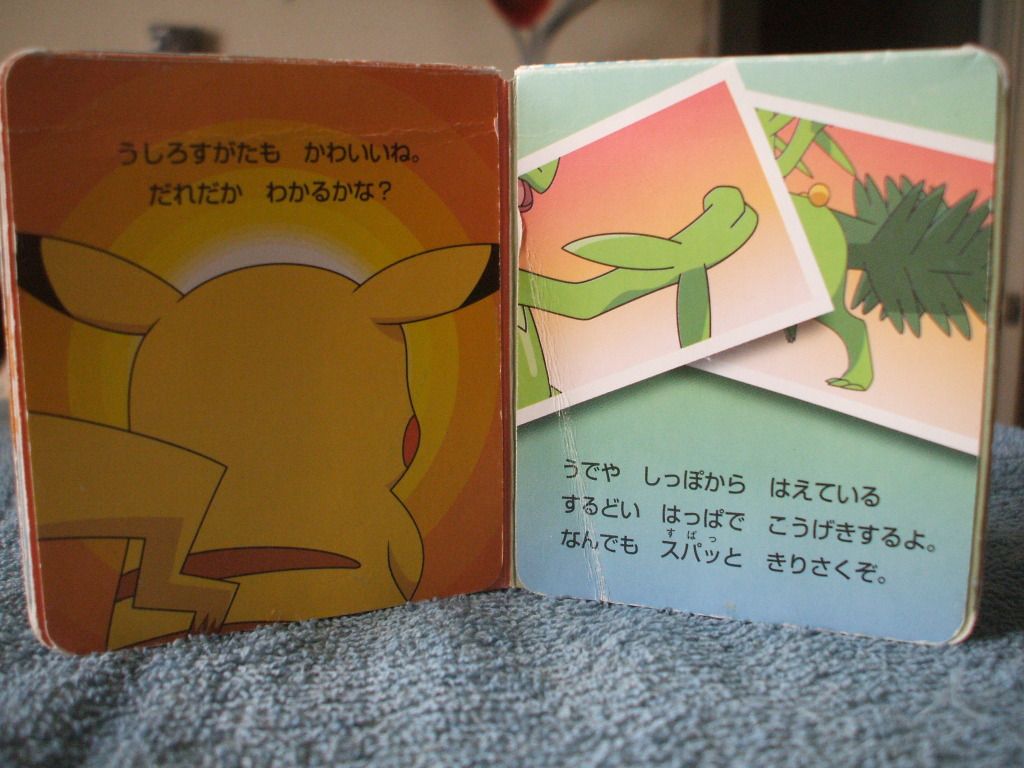 うしろすがたも かわいいね。
だれだか わかるかな?
うでや しっぽから はえている
するどい はっぱで こうげきするよ。
すぱっ
なんでも スパッと きりさくぞ。